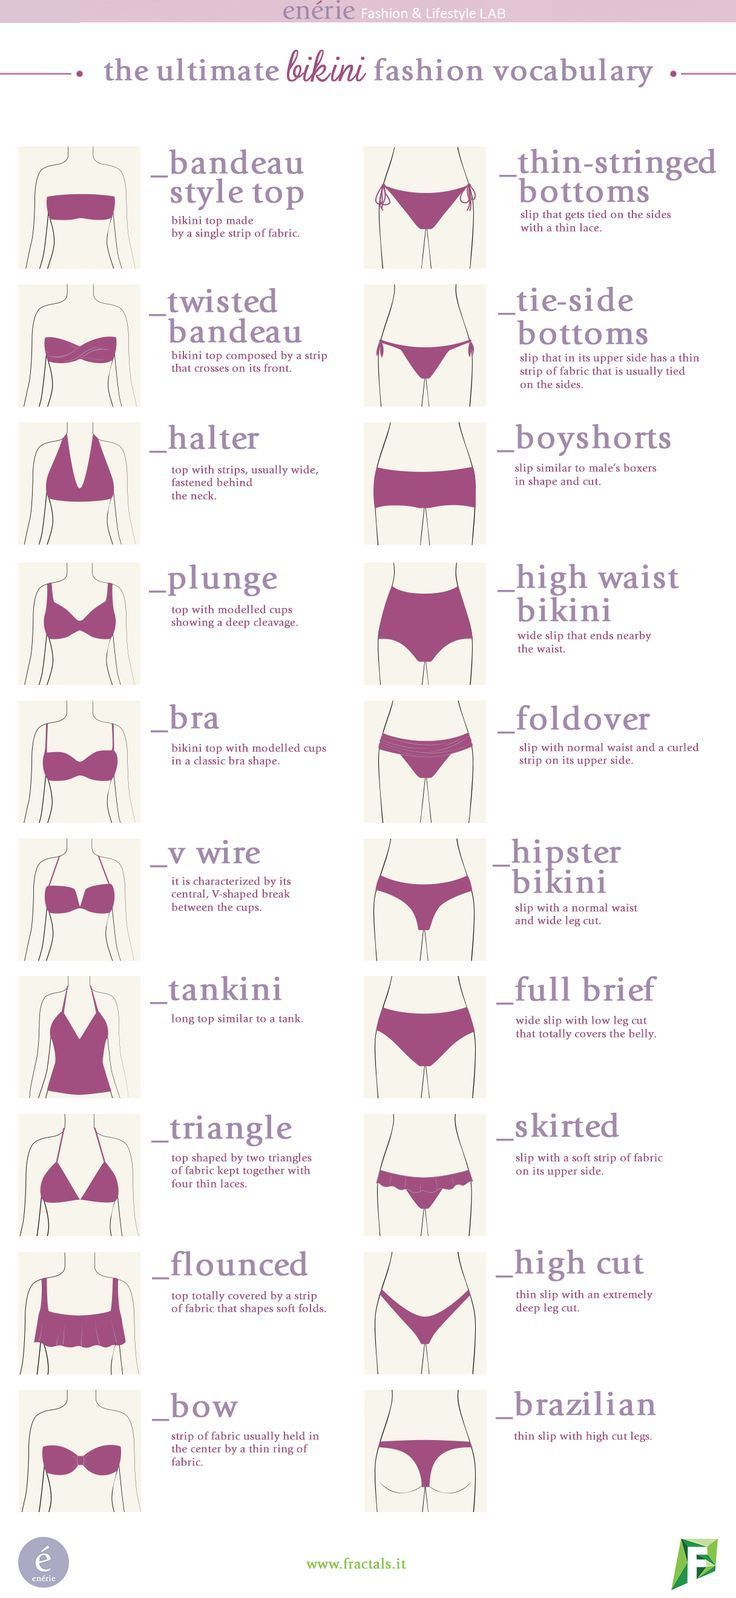 enérie Fashion & Lifestyle LAB
the ultimate bikini fashion vocabulary
_bandeau
style top
bikini top made
by a single strip of fabric.
_twisted
bandeau
bikini top composed by a strip
that crosses on its front.
_halter
top with strips, usually wide,
fastened behind
the neck.
_plunge
top with modelled cups
showing a deep cleavage.
_bra
bikini top with modelled cups
in a classic bra shape.
_v wire
it is characterized by its
central, V-shaped break
between the cups.
_tankini
long top similar to a tank.
_triangle
top shaped by two triangles
of fabric kept together with
four thin laces.
_flounced
top totally covered by a strip
of fabric that shapes soft folds.
_bow
strip of fabric usually held in
the center by a thin ring of
fabric.
_thin-stringed
bottoms
slip that gets tied on the sides
with a thin lace.
_tie-side
bottoms
slip that in its upper side has a thin
strip of fabric that is usually tied
on the sides.
_boyshorts
slip similar to male's boxers
in shape and cut.
_high waist
bikini
wide slip that ends nearby
the waist.
_foldover
slip with normal waist and a curled
strip on its upper side.
_hipster
bikini
slip with a normal waist
and wide leg cut.
_full brief
wide slip with low leg cut
that totally covers the belly.
_skirted
slip with a soft strip of fabric
on its upper side.
_high cut
thin slip with an extremely
deep leg cut.
_brazilian
thin slip with high cut legs.
é
enérie
www.fractals.it
F